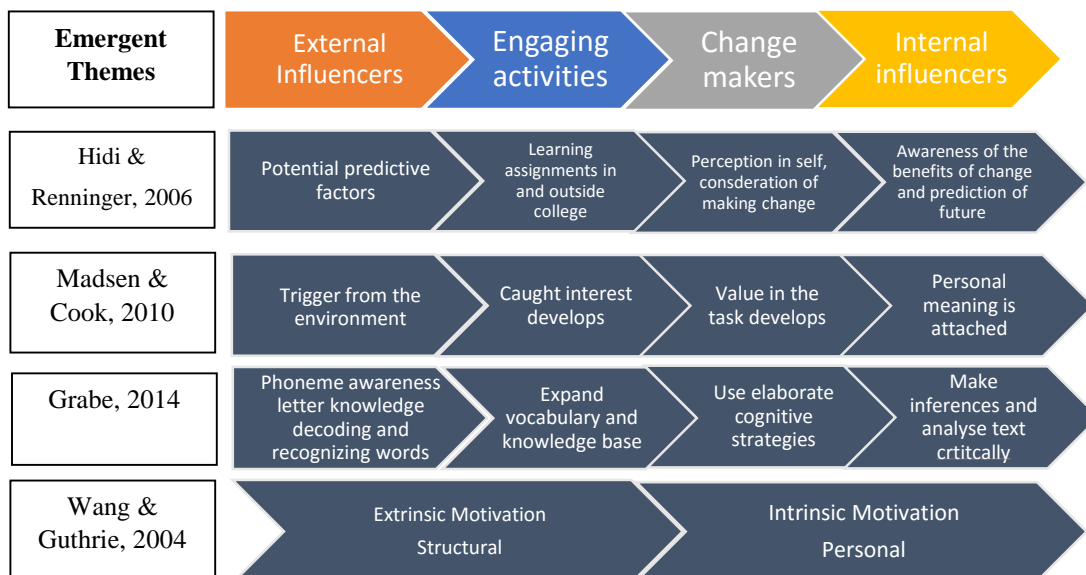 Emergent
Themes
External
Influencers
Engaging
activities
Change
makers
Internal
influencers
Hidi &
Renninger, 2006
Potential predictive
factors
Learning
assignments in
and outside
college
Perception in self,
consderation of
making change
Awareness of the
benefits of change
and prediction of
future
Madsen &
Cook, 2010
Trigger from the
environment
Caught interest
develops
Value in the
task develops
Personal
meaning is
attached
Grabe, 2014
Phoneme awareness
letter knowledge
decoding and
recognizing words
Expand
vocabulary and
knowledge base
Use elaborate
cognitive
strategies
Make
inferences and
analyse text
crtitcally
Wang &
Guthrie, 2004
Extrinsic Motivation
Structural
Intrinsic Motivation
Personal